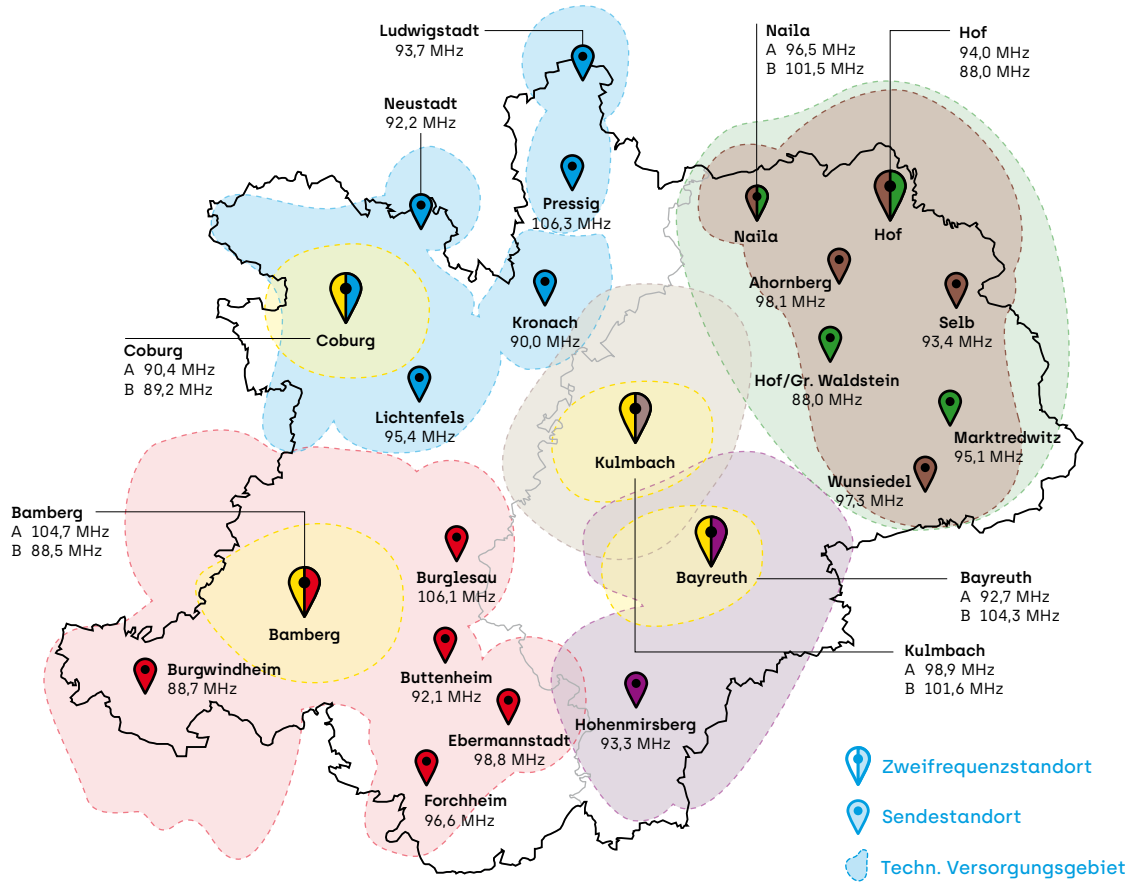 Ludwigstadt
93,7 MHz
Naila
A 96,5 MHz
B 101,5 MHz
Hof
94,0 MHz
88,0 MHz
Neustadt
92,2 MHz
Pressig
106,3 MHz
Naila
Hof
Ahornberg
98,1 MHz
Selb
93,4 MHz
Kronach
90,0 MHz
Coburg
Coburg
A 90,4 MHz
B 89,2 MHz
Hof/Gr. Waldstein
88,0 MHz
Lichtenfels
95,4 MHz
Marktredwitz
95,1 MHz
Kulmbach
Wunsiedel
97,3 MHz
Bamberg
A 104,7 MHz
B 88,5 MHz
Burglesau
106,1 MHz
Bayreuth
Bayreuth
A 92,7 MHz
B 104,3 MHz
Bamberg
Kulmbach
A 98,9 MHz
B 101,6 MHz
Burgwindheim
88,7 MHz
Buttenheim
92,1 MHz
Hohenmirsberg
93,3 MHz
Ebermannstadt
98,8 MHz
Forchheim
96,6 MHz
Zweifrequenzstandort
Sendestandort
Techn. Versorgungsgebiet